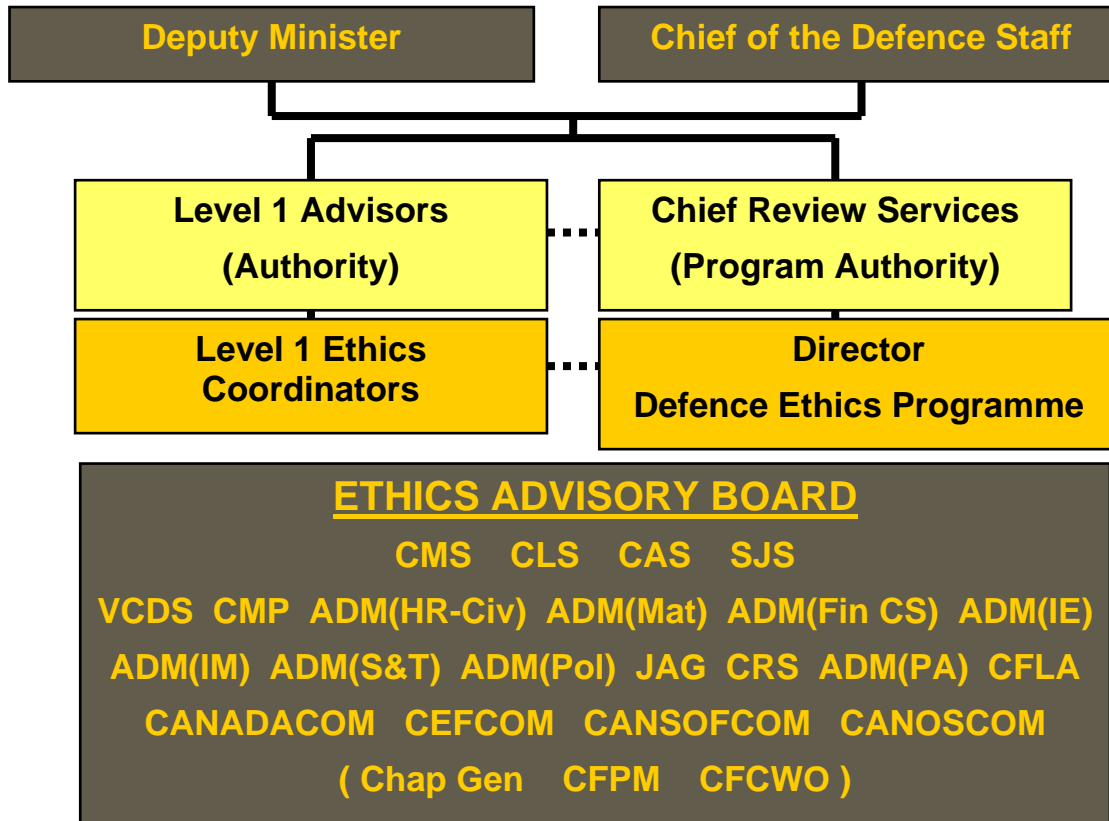 Deputy Minister
Chief of the Defence Staff
Level 1 Advisors
(Authority)
Chief Review Services
(Program Authority)
Level 1 Ethics
Coordinators
Director
Defence Ethics Programme
ETHICS ADVISORY BOARD
CMS CLS CAS SJS
VCDS CMP ADM(HR-Civ) ADM(Mat) ADM(Fin CS) ADM(IE)
ADM(IM) ADM(S&T) ADM(Pol) JAG CRS ADM(PA) CFLA
CANADACOM CEFCOM CANSOFCOM CANOSCOM
( Chap Gen CFPM CFCWO )